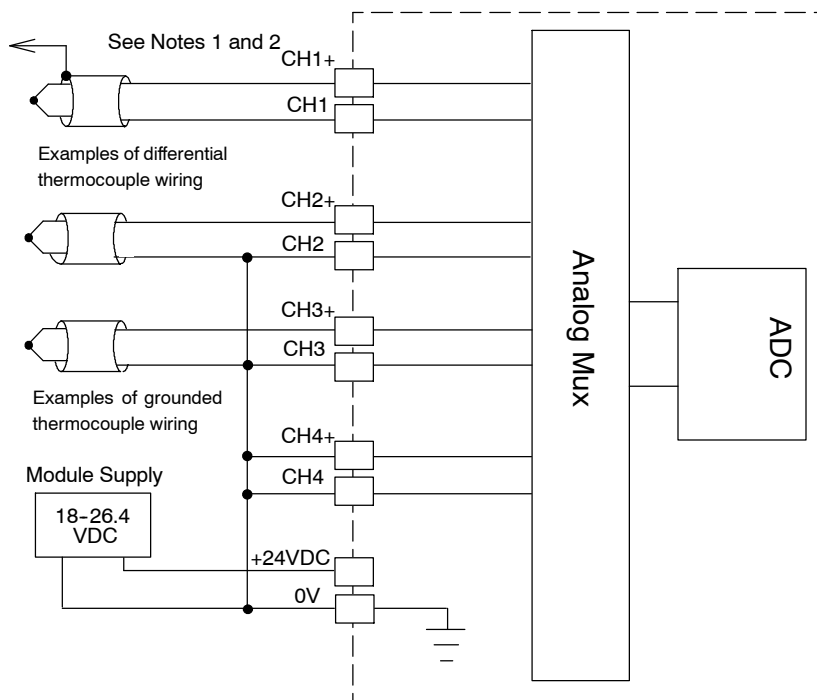 See Notes 1 and 2
CH1+
CH1
Examples of differential
thermocouple wiring
CH2+
CH2
CH3+
CH3
Examples of grounded
thermocouple wiring
CH4+
CH4
Module Supply
18-26.4
VDC
+24VDC
0V
Analog Mux
ADC